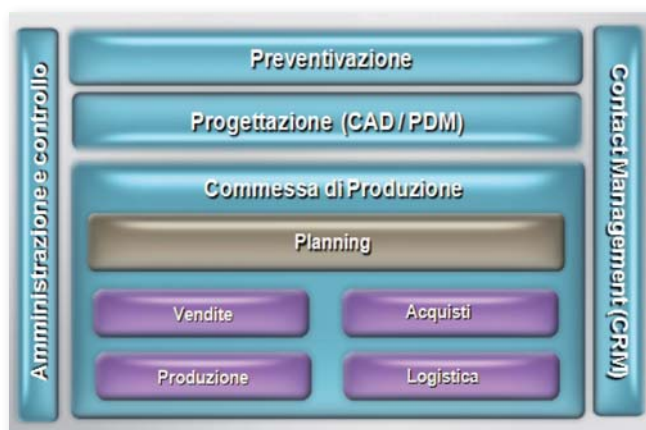 Amministrazione e controllo
Preventivazione
Progettazione (CAD / PDM)
Commessa di Produzione
Planning
Vendite
Acquisti
Produzione
Logistica
Contact Management (CRM)